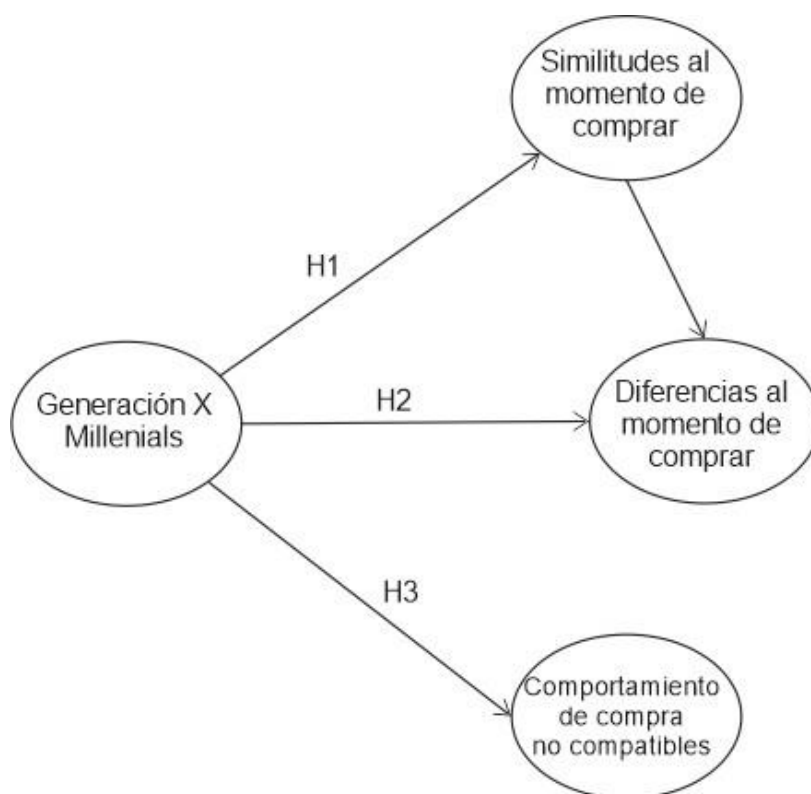 Similitudes al
momento de
comprar
H1
Generación X
Millenials
H2
Diferencias al
momento de
comprar
H3
Comportamiento
de compra
no compatibles